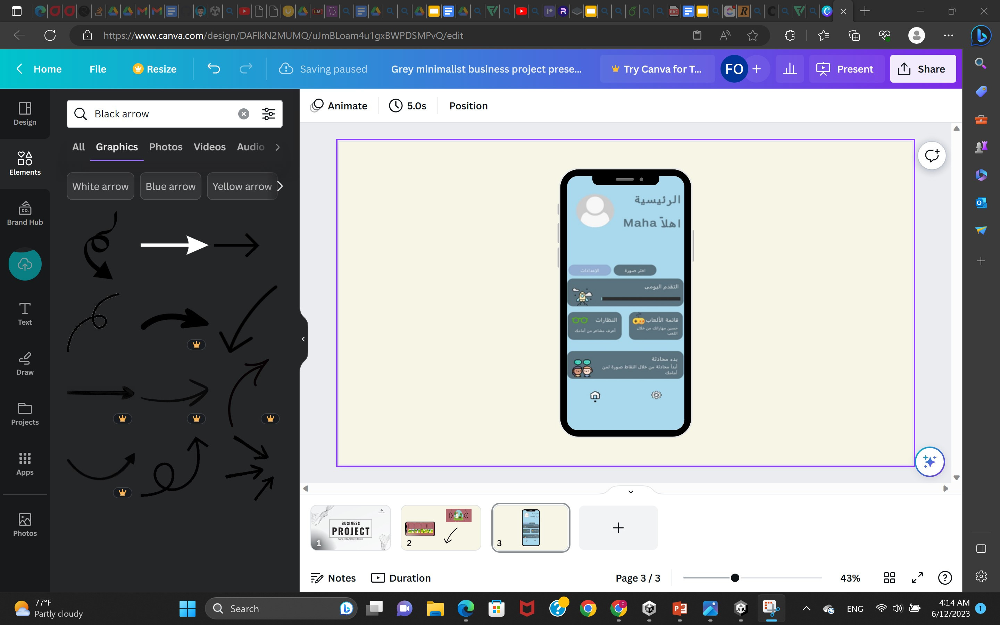 https://www.canva.com/design/DAFlkN2MUMQ/uJmBLoam4u1gxBWPDSMPvQ/edit
Home
File
Resize
Saving paused
Grey minimalist business project prese...
Try Canva for T...
FO
Present
Share
Design
Elements
Brand Hub
Text
Draw
Projects
Apps
Photos
Black arrow
All
Graphics
Photos
Videos
Audio
White arrow
Blue arrow
Yellow arrow
Animate
5.0s
Position
الرئيسية
اهلاً Maha
اختر صورة
الإعدادات
التقدم اليومي
قائمة الألعاب
حسين مهاراتك من خلال
اللعب
النظارات
أعرف مشاعر من أمامك
بدء محادثة
أبدأ محادثة من خلال التقاط صورة لمن
أمامك
BUSINESS
PROJECT
1
2
3
Notes
Duration
Page 3 / 3
43%
77°F
Partly cloudy
Search
ENG
4:14 AM
6/12/2023
1